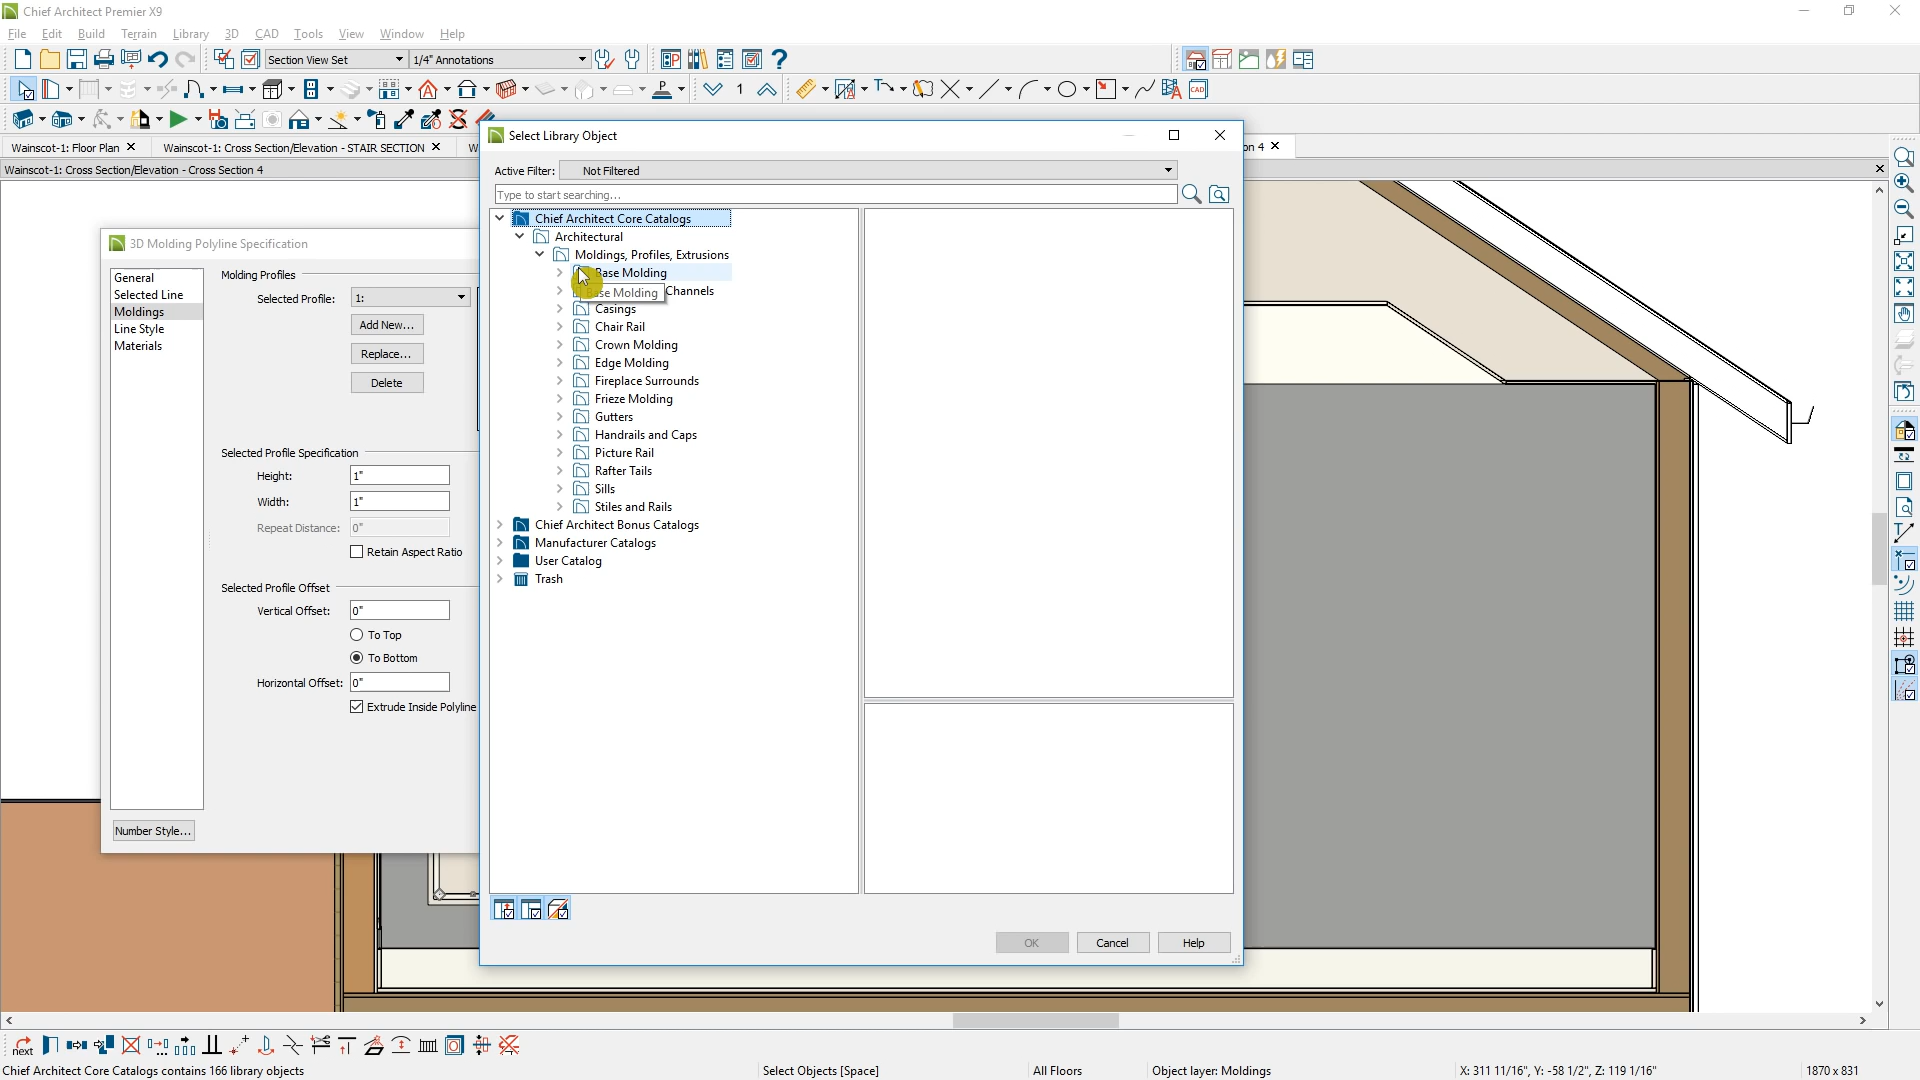 Chief Architect Premier X9
File Edit Build Terrain Library 3D CAD Tools View Window Help
Section View Set 1/4" Annotations
1 CAD
Wainscot-1: Floor Plan Wainscot-1: Cross Section/Elevation - STAIR SECTION W on 4
Wainscot-1: Cross Section/Elevation - Cross Section 4
Select Library Object
Active Filter: Not Filtered
Type to start searching...
Chief Architect Core Catalogs
Architectural
Moldings, Profiles, Extrusions
Base Molding
Base Molding Channels
Casings
Chair Rail
Crown Molding
Edge Molding
Fireplace Surrounds
Frieze Molding
Gutters
Handrails and Caps
Picture Rail
Rafter Tails
Sills
Stiles and Rails
Chief Architect Bonus Catalogs
Manufacturer Catalogs
User Catalog
Trash
OK Cancel Help
3D Molding Polyline Specification
General
Selected Line
Moldings
Line Style
Materials
Molding Profiles
Selected Profile: 1:
Add New...
Replace...
Delete
Selected Profile Specification
Height: 1"
Width: 1"
Repeat Distance: 0"
Retain Aspect Ratio
Selected Profile Offset
Vertical Offset: 0"
To Top
To Bottom
Horizontal Offset: 0"
Extrude Inside Polyline
Number Style...
next
Chief Architect Core Catalogs contains 166 library objects Select Objects [Space] All Floors Object layer: Moldings X: 311 11/16", Y: -58 1/2", Z: 119 1/16" 1870 x 831